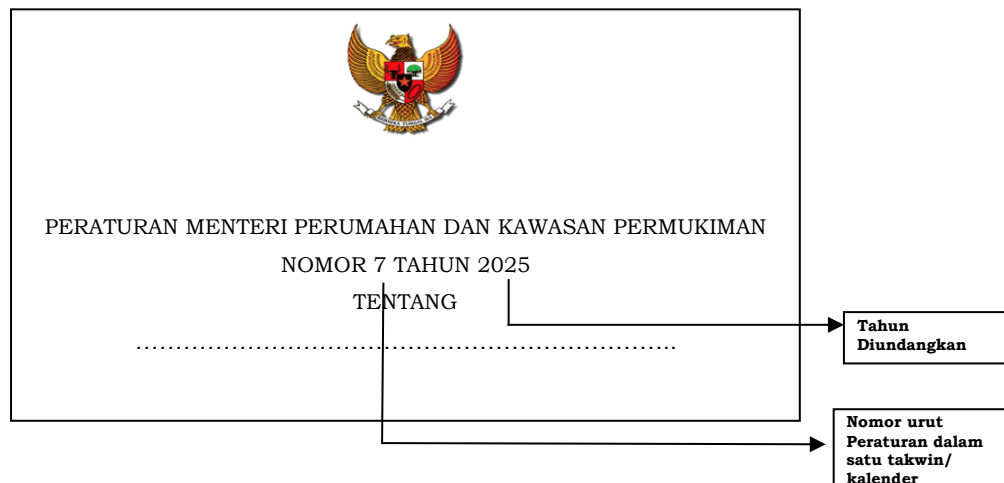 PERATURAN MENTERI PERUMAHAN DAN KAWASAN PERMUKIMAN
NOMOR 7 TAHUN 2025
TENTANG
……………………………………………………………..
Tahun
Diundangkan
Nomor urut
Peraturan dalam
satu takwin/
kalender